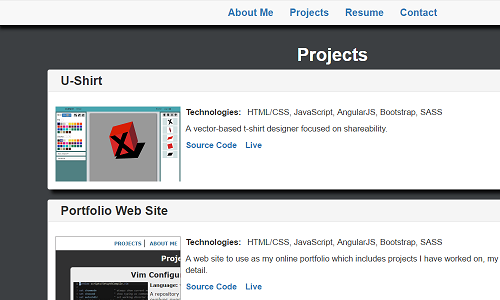 About Me Projects Resume Contact
Projects
U-Shirt
Technologies: HTML/CSS, JavaScript, AngularJS, Bootstrap, SASS
A vector-based t-shirt designer focused on shareability.
Source Code Live
Portfolio Web Site
PROJECTS ABOUT ME
Proje
Vim Configu
Language:
A repository
Technologies: HTML/CSS, JavaScript, AngularJS, Bootstrap, SASS
A web site to use as my online portfolio which includes projects I have worked on, my
detail.
Source Code Live